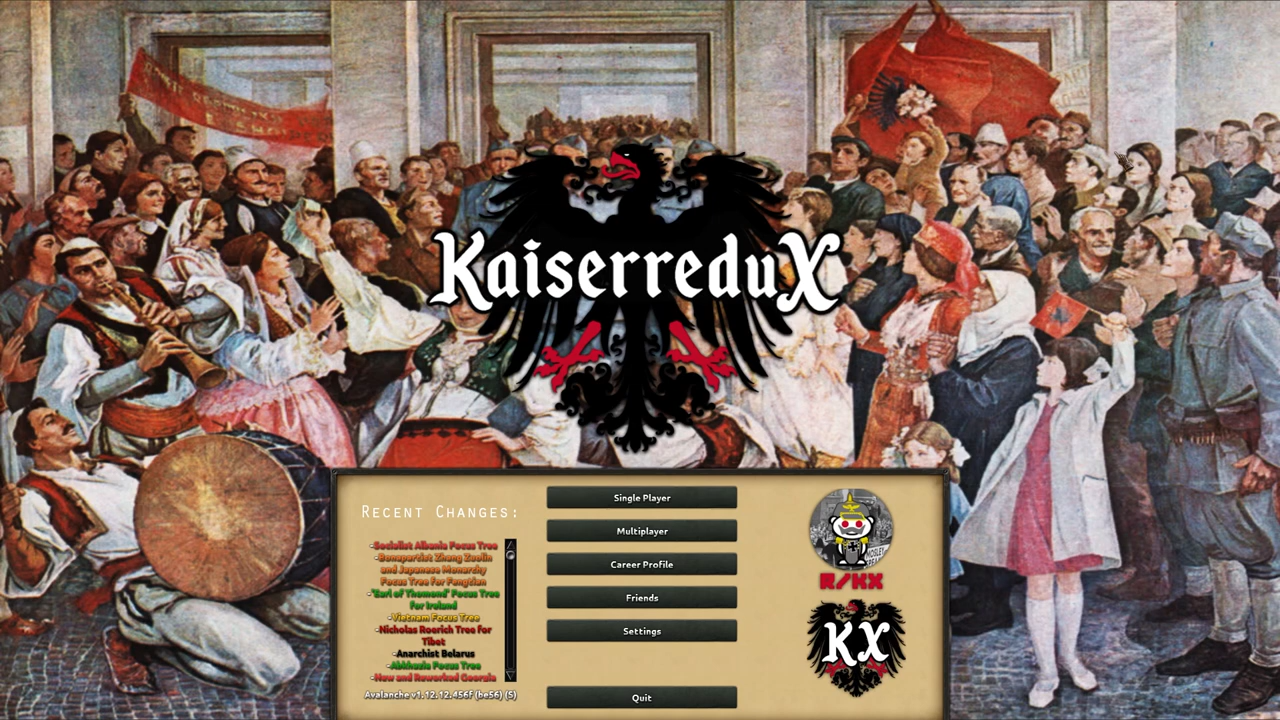 KaiserreduX
RECENT CHANGES:
-Socialist Albania Focus Tree
-Bonapartist Zhang Zuolin
and Japanese Monarchy
Focus Tree for Fengtian
-'Earl of Thomond' Focus Tree
for Ireland
-Vietnam Focus Tree
-Nicholas Roerich Tree for
Tibet
-Anarchist Belarus
-Abkhazia Focus Tree
-New and Reworked Georgia
Avalanche v1.12.12.456f (be56) (S)
Single Player
Multiplayer
Career Profile
Friends
Settings
Quit
MOSLEY
R/KX
KX